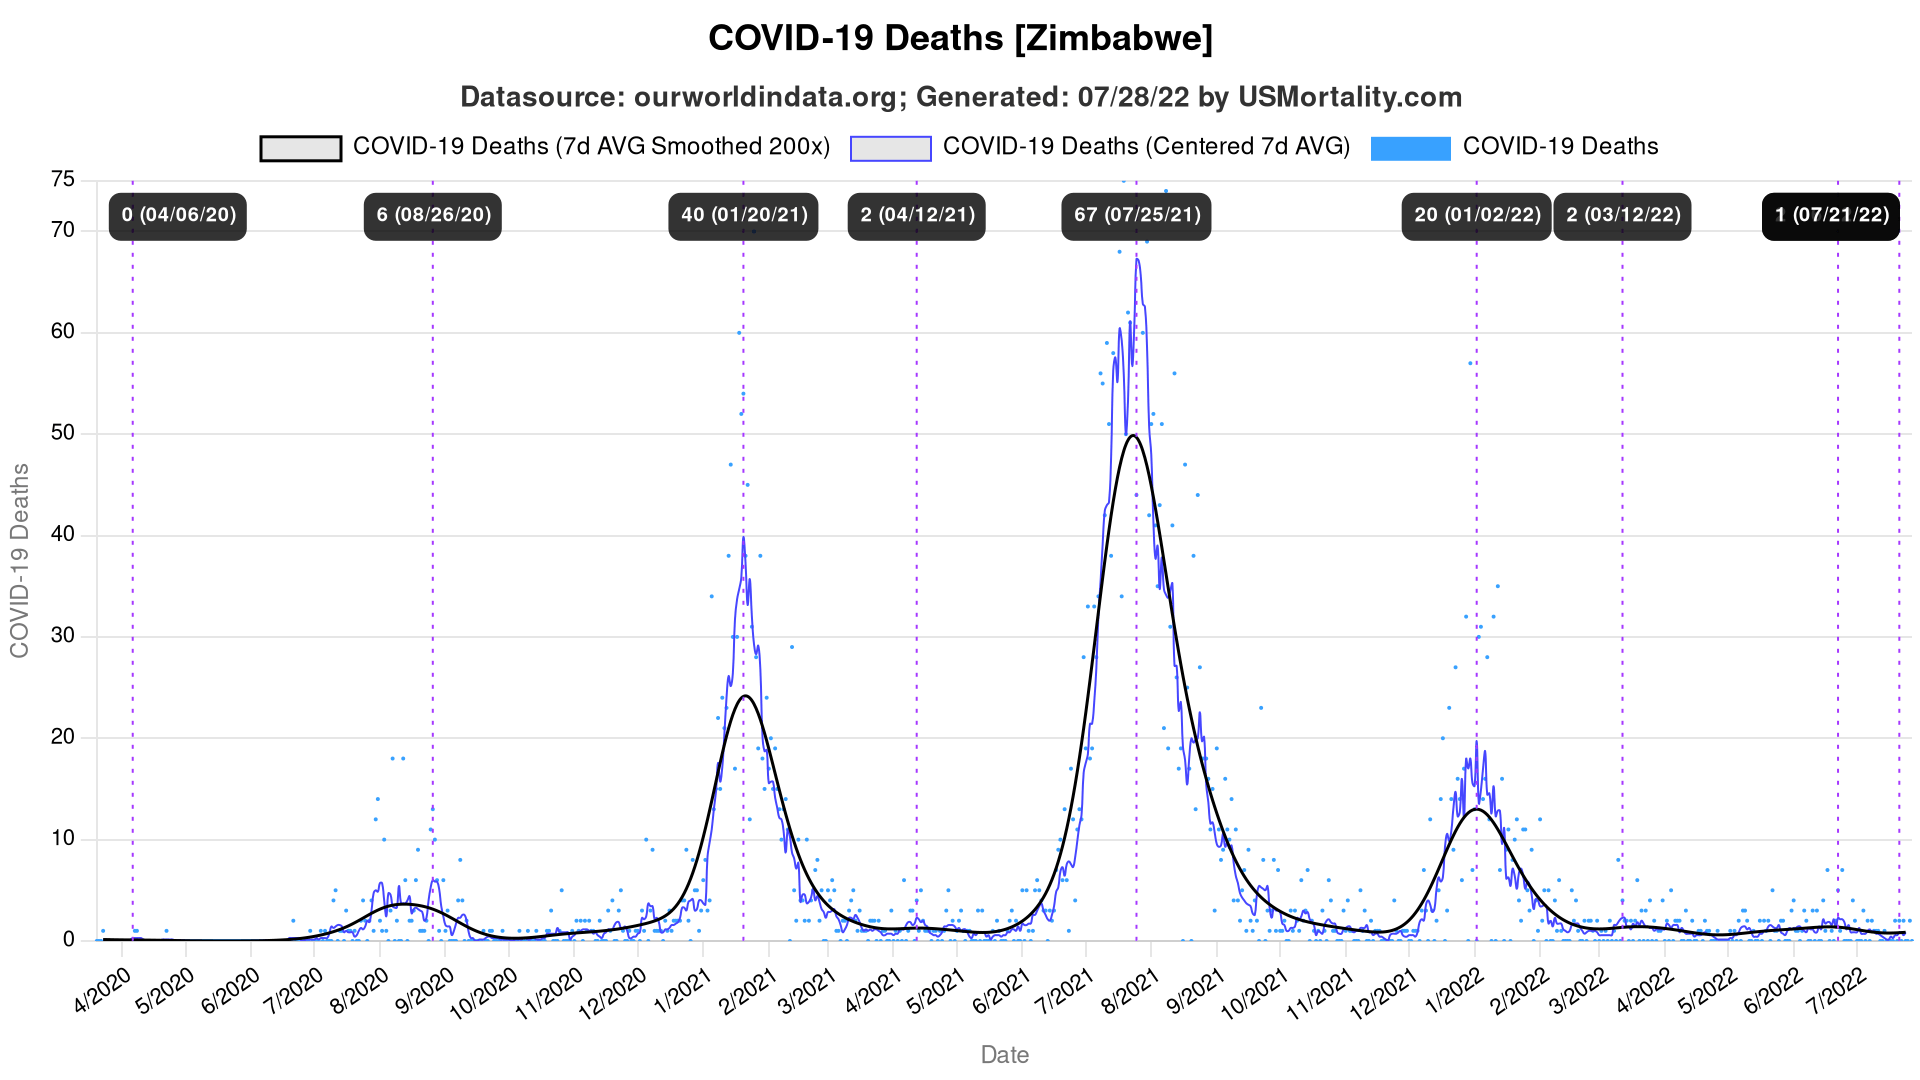 COVID-19 Deaths [Zimbabwe]
Datasource: ourworldindata.org; Generated: 07/28/22 by USMortality.com
COVID-19 Deaths (7d AVG Smoothed 200x) COVID-19 Deaths (Centered 7d AVG) COVID-19 Deaths
75
0 (04/06/20) 6 (08/26/20) 40 (01/20/21) 2 (04/12/21) 67 (07/25/21) 20 (01/02/22) 2 (03/12/22) 1 (07/21/22)
70
60
50
40
30
20
10
0
COVID-19 Deaths
4/2020 5/2020 6/2020 7/2020 8/2020 9/2020 10/2020 11/2020 12/2020 1/2021 2/2021 3/2021 4/2021 5/2021 6/2021 7/2021 8/2021 9/2021 10/2021 11/2021 12/2021 1/2022 2/2022 3/2022 4/2022 5/2022 6/2022 7/2022
Date